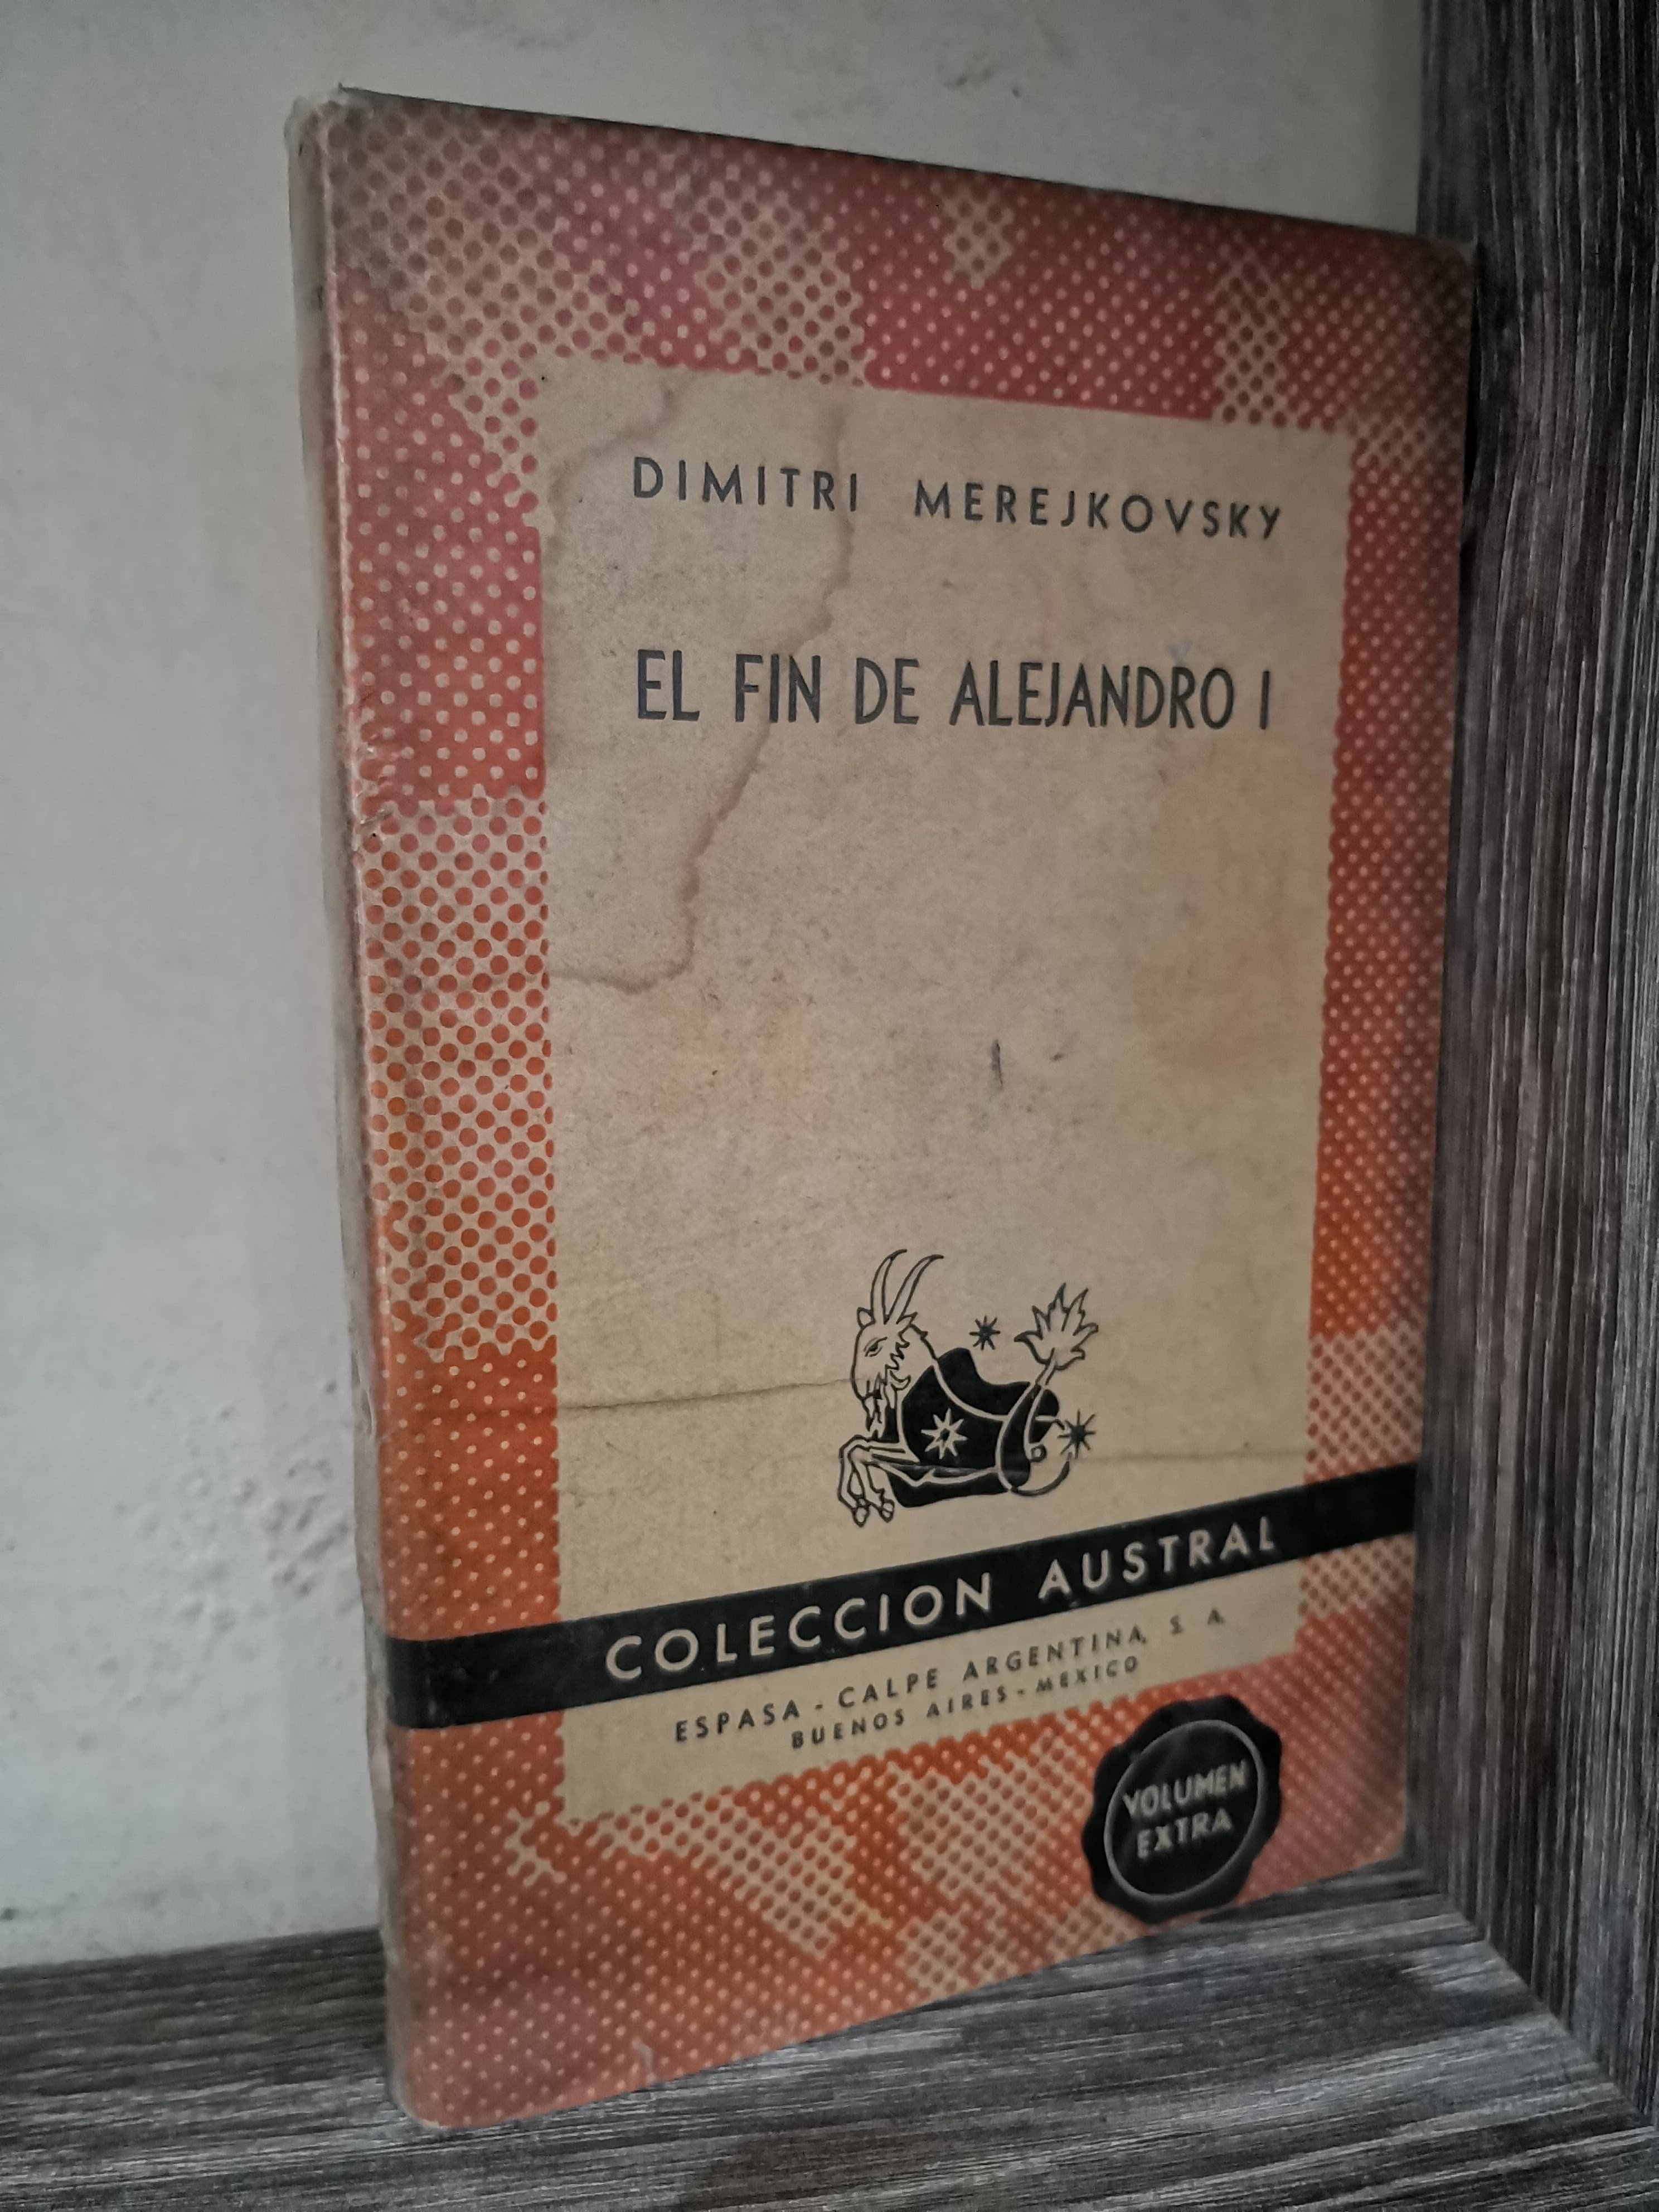 DIMITRI MEREJKOVSKY
EL FIN DE ALEJANDRO I
COLECCION AUSTRAL
ESPASA - CALPE ARGENTINA, S. A.
BUENOS AIRES - MEXICO
VOLUMEN
EXTRA